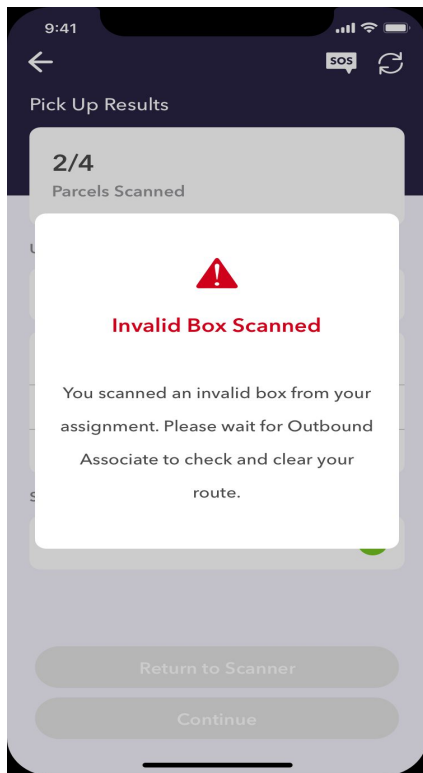 9:41
SOS
Pick Up Results
2/4
Parcels Scanned
Invalid Box Scanned
You scanned an invalid box from your
assignment. Please wait for Outbound
Associate to check and clear your
route.
Return to Scanner
Continue